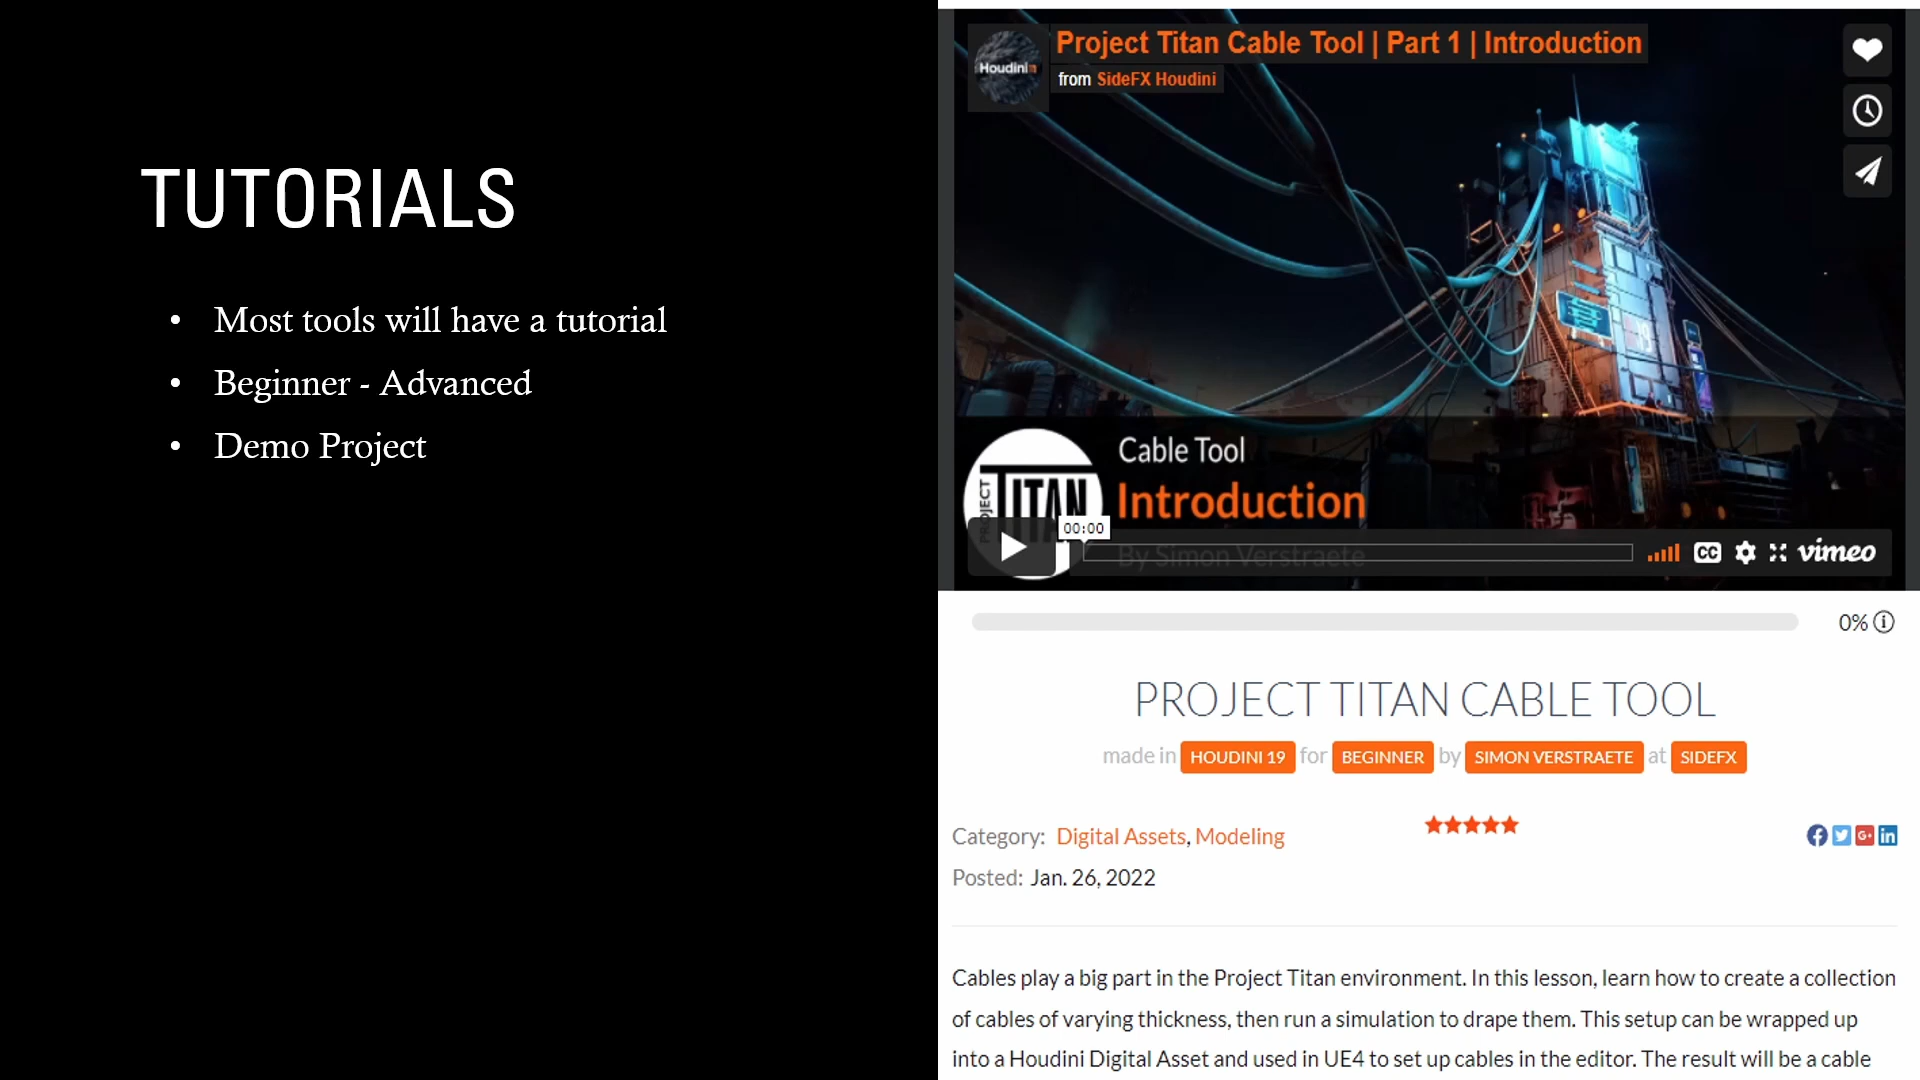 TUTORIALS
• Most tools will have a tutorial
• Beginner - Advanced
• Demo Project
Houdini
Project Titan Cable Tool | Part 1 | Introduction
from SideFX Houdini
PROJECT TITAN
Cable Tool
Introduction
By Simon Verstraete
00:00
CC
vimeo
0%
PROJECT TITAN CABLE TOOL
made in HOUDINI 19 for BEGINNER by SIMON VERSTRAETE at SIDEFX
Category: Digital Assets, Modeling
Posted: Jan. 26, 2022
Cables play a big part in the Project Titan environment. In this lesson, learn how to create a collection
of cables of varying thickness, then run a simulation to drape them. This setup can be wrapped up
into a Houdini Digital Asset and used in UE4 to set up cables in the editor. The result will be a cable